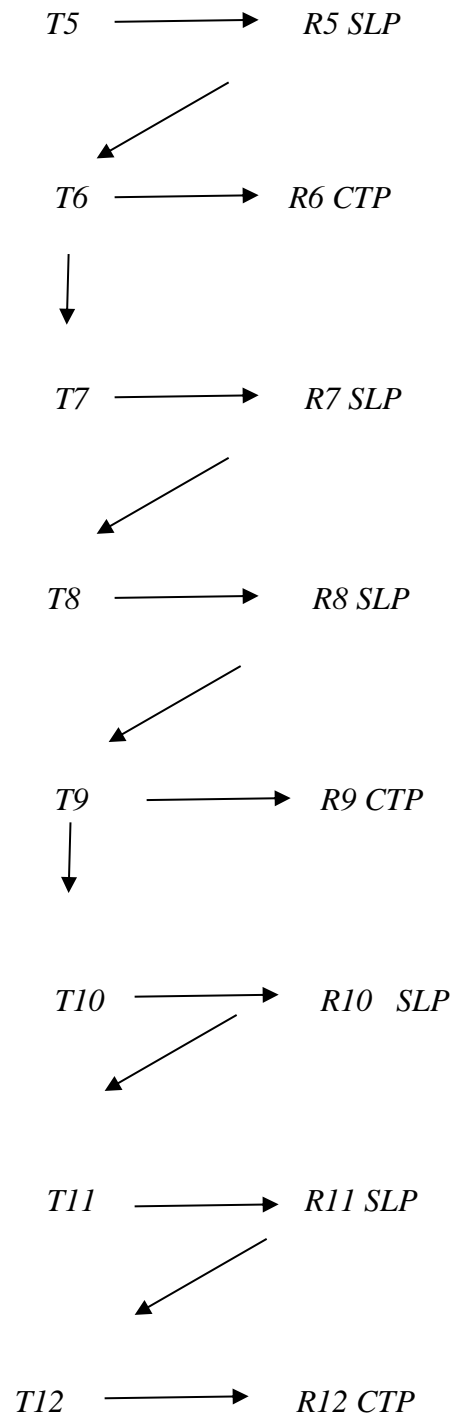 T5 R5 SLP
T6 R6 CTP
T7 R7 SLP
T8 R8 SLP
T9 R9 CTP
T10 R10 SLP
T11 R11 SLP
T12 R12 CTP